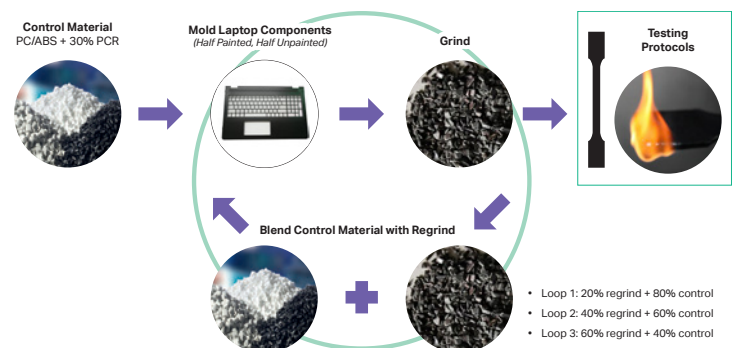 Control Material
PC/ABS + 30% PCR
Mold Laptop Components
(Half Painted, Half Unpainted)
Grind
Testing
Protocols
Blend Control Material with Regrind
• Loop 1: 20% regrind + 80% control
• Loop 2: 40% regrind + 60% control
• Loop 3: 60% regrind + 40% control